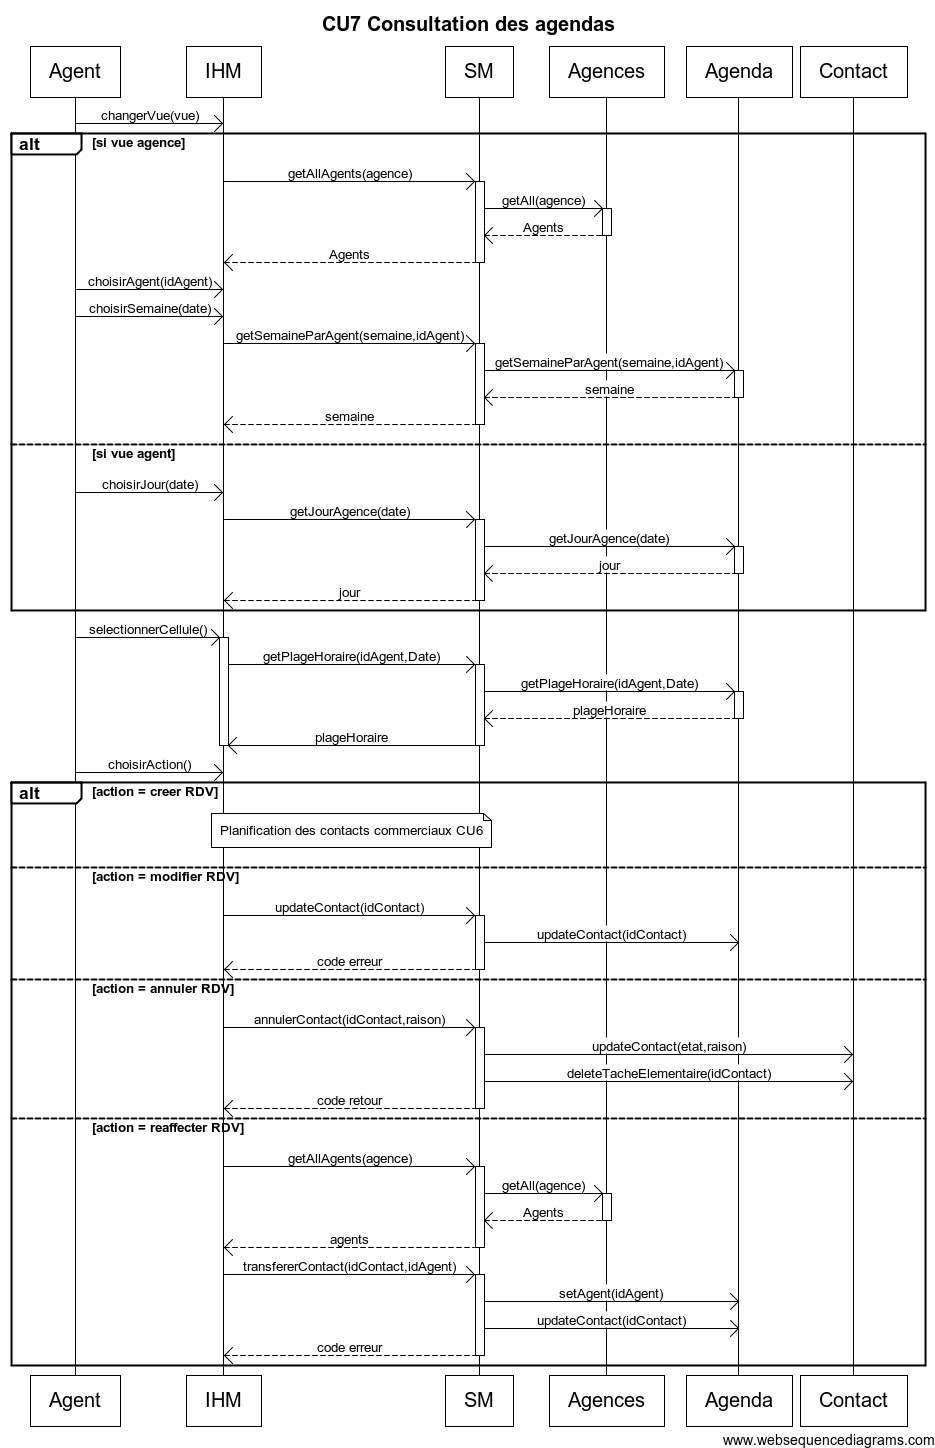 CU7 Consultation des agendas
Agent
IHM
SM
Agences
Agenda
Contact
changerVue(vue)
alt
[si vue agence]
getAllAgents(agence)
getAll(agence)
Agents
Agents
choisirAgent(idAgent)
choisirSemaine(date)
getSemaineParAgent(semaine,idAgent)
getSemaineParAgent(semaine,idAgent)
semaine
semaine
[si vue agent]
choisirJour(date)
getJourAgence(date)
getJourAgence(date)
jour
jour
selectionnerCellule()
getPlageHoraire(idAgent,Date)
getPlageHoraire(idAgent,Date)
plageHoraire
plageHoraire
choisirAction()
alt
[action = creer RDV]
Planification des contacts commerciaux CU6
[action = modifier RDV]
updateContact(idContact)
updateContact(idContact)
code erreur
[action = annuler RDV]
annulerContact(idContact,raison)
updateContact(etat,raison)
deleteTacheElementaire(idContact)
code retour
[action = reaffecter RDV]
getAllAgents(agence)
getAll(agence)
Agents
agents
transfererContact(idContact,idAgent)
setAgent(idAgent)
updateContact(idContact)
code erreur
Agent
IHM
SM
Agences
Agenda
Contact
www.websequencediagrams.com